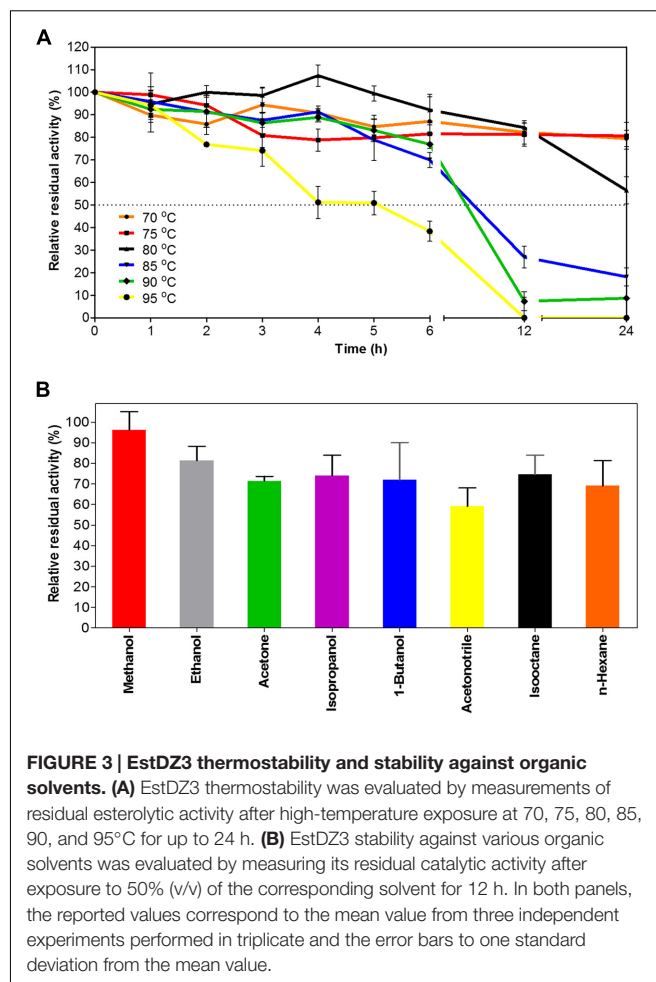 A
Relative residual activity (%)
120
110
100
90
80
70
60
50
40
30
20
10
0
70 °C
75 °C
80 °C
85 °C
90 °C
95 °C
0 1 2 3 4 5 6 12 24
Time (h)
B
Relative residual activity (%)
100
90
80
70
60
50
40
30
20
10
0
Methanol
Ethanol
Acetone
Isopropanol
1-Butanol
Acetonotrile
Isooctane
n-Hexane
FIGURE 3 | EstDZ3 thermostability and stability against organic
solvents. (A) EstDZ3 thermostability was evaluated by measurements of
residual esterolytic activity after high-temperature exposure at 70, 75, 80, 85,
90, and 95°C for up to 24 h. (B) EstDZ3 stability against various organic
solvents was evaluated by measuring its residual catalytic activity after
exposure to 50% (v/v) of the corresponding solvent for 12 h. In both panels,
the reported values correspond to the mean value from three independent
experiments performed in triplicate and the error bars to one standard
deviation from the mean value.